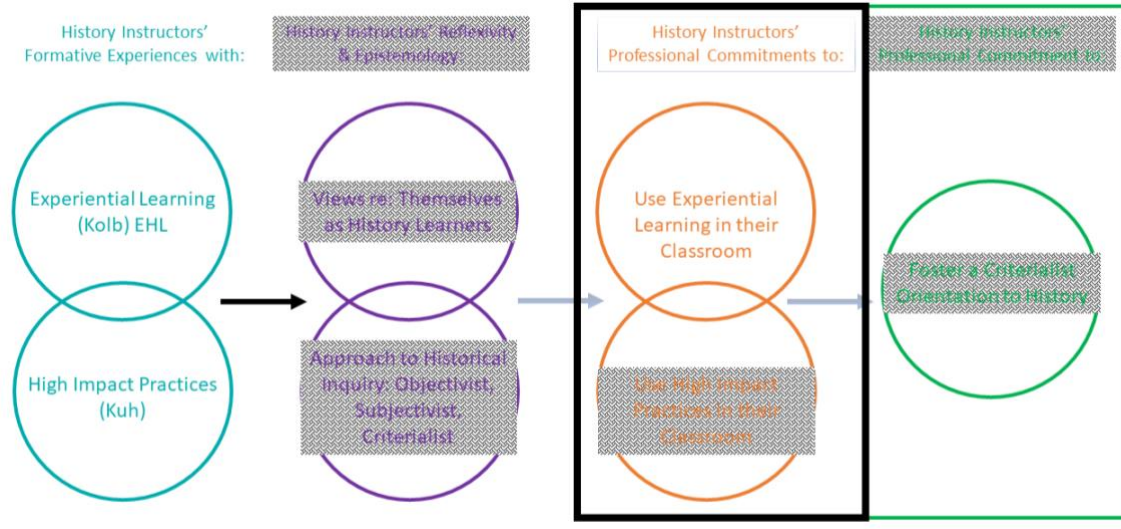 History Instructors'
Formative Experiences with:
History Instructors' Reflexivity
& Epistemology:
History Instructors'
Professional Commitments to:
History Instructors'
Professional Commitment to:
Experiential Learning
(Kolb) EHL
Views re: Themselves
as History Learners
Use Experiential
Learning in their
Classroom
Foster a Criterialist
Orientation to History
High Impact Practices
(Kuh)
Approach to Historical
Inquiry: Objectivist,
Subjectivist,
Criterialist
Use High Impact
Practices in their
Classroom